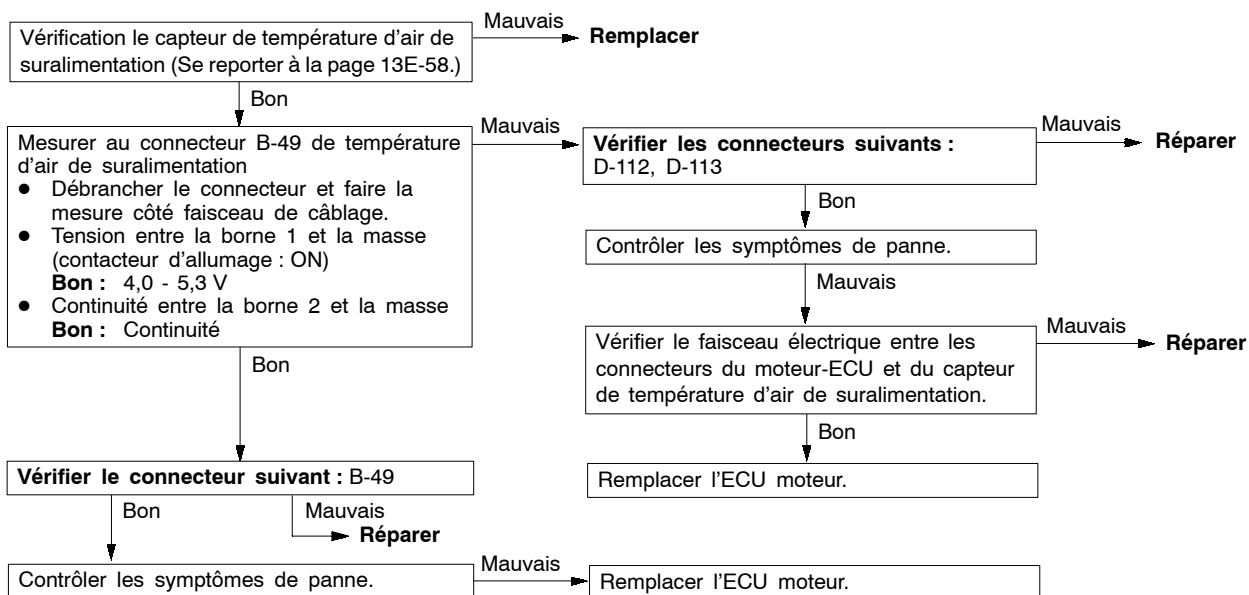 Vérification le capteur de température d'air de
suralimentation (Se reporter à la page 13E-58.)
Mauvais
Remplacer
Bon
Mesurer au connecteur B-49 de température
d'air de suralimentation
● Débrancher le connecteur et faire la
mesure côté faisceau de câblage.
● Tension entre la borne 1 et la masse
(contacteur d'allumage : ON)
Bon : 4,0 - 5,3 V
● Continuité entre la borne 2 et la masse
Bon : Continuité
Mauvais
Vérifier les connecteurs suivants :
D-112, D-113
Mauvais
Réparer
Bon
Contrôler les symptômes de panne.
Mauvais
Vérifier le faisceau électrique entre les
connecteurs du moteur-ECU et du capteur
de température d'air de suralimentation.
Mauvais
Réparer
Bon
Remplacer l'ECU moteur.
Bon
Vérifier le connecteur suivant : B-49
Bon
Mauvais
Réparer
Contrôler les symptômes de panne.
Mauvais
Remplacer l'ECU moteur.